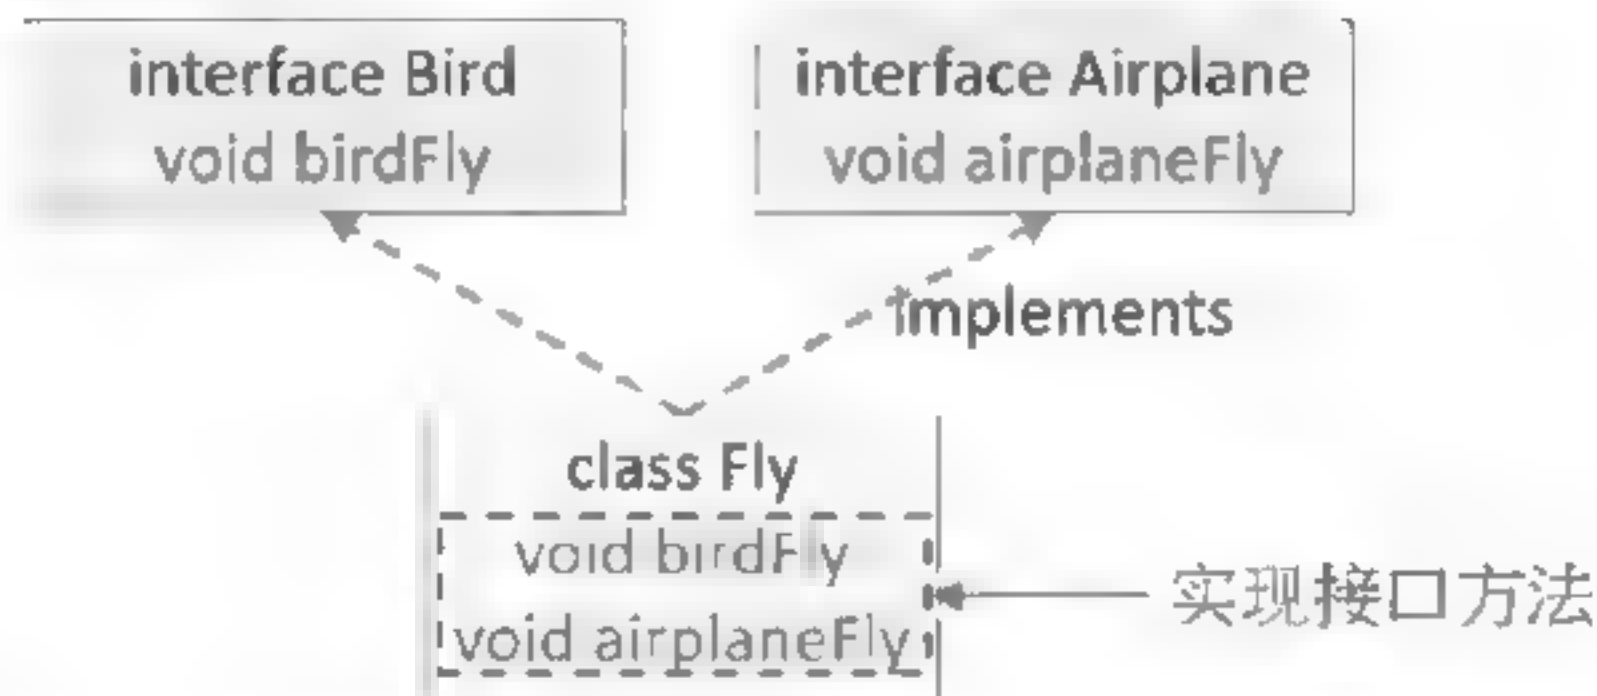 interface Bird
void birdFly
interface Airplane
void airplaneFly
implements
class Fly
void birdFly
void airplaneFly
实现接口方法